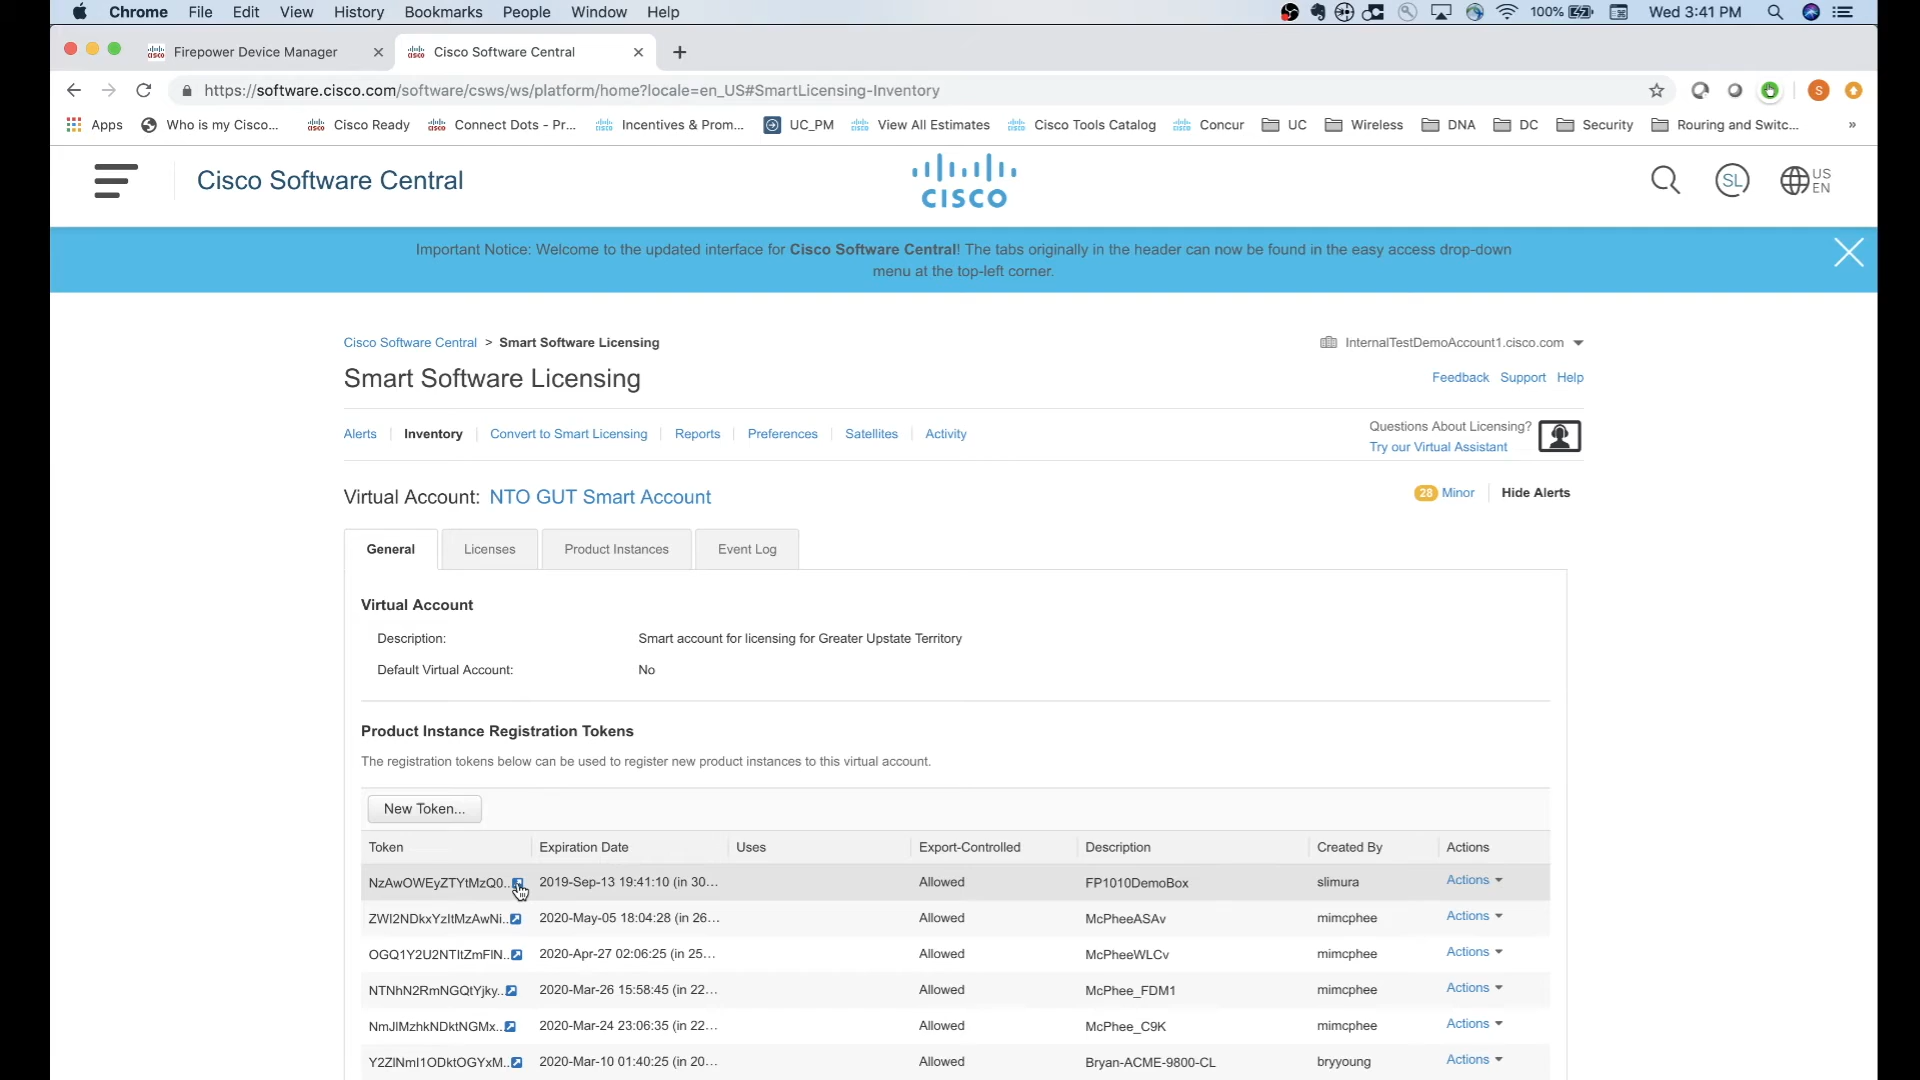 Chrome File Edit View History Bookmarks People Window Help 100% Wed 3:41 PM
Firepower Device Manager
Cisco Software Central
https://software.cisco.com/software/csws/ws/platform/home?locale=en_US#SmartLicensing-Inventory
S
Apps Who is my Cisco... Cisco Ready Connect Dots - Pr... Incentives & Prom... UC_PM View All Estimates Cisco Tools Catalog Concur UC Wireless DNA DC Security Rouring and Switc... »
Cisco Software Central
CISCO
SL
US
EN
Important Notice: Welcome to the updated interface for Cisco Software Central! The tabs originally in the header can now be found in the easy access drop-down
menu at the top-left corner.
Cisco Software Central > Smart Software Licensing
InternalTestDemoAccount1.cisco.com
Smart Software Licensing
Feedback Support Help
Alerts Inventory Convert to Smart Licensing Reports Preferences Satellites Activity
Questions About Licensing?
Try our Virtual Assistant
Virtual Account: NTO GUT Smart Account
28 Minor Hide Alerts
General Licenses Product Instances Event Log
Virtual Account
Description: Smart account for licensing for Greater Upstate Territory
Default Virtual Account: No
Product Instance Registration Tokens
The registration tokens below can be used to register new product instances to this virtual account.
New Token...
Token Expiration Date Uses Export-Controlled Description Created By Actions
NzAwOWEyZTYtMzQ0.. 2019-Sep-13 19:41:10 (in 30... Allowed FP1010DemoBox slimura Actions
ZWI2NDkxYzItMzAwNi.. 2020-May-05 18:04:28 (in 26... Allowed McPheeASAv mimcphee Actions
OGQ1Y2U2NTItZmFlN.. 2020-Apr-27 02:06:25 (in 25... Allowed McPheeWLCv mimcphee Actions
NTNhN2RmNGQtYjky.. 2020-Mar-26 15:58:45 (in 22... Allowed McPhee_FDM1 mimcphee Actions
NmJlMzhkNDktNGMx.. 2020-Mar-24 23:06:35 (in 22... Allowed McPhee_C9K mimcphee Actions
Y2ZlNmI1ODktOGYxM.. 2020-Mar-10 01:40:25 (in 20... Allowed Bryan-ACME-9800-CL bryyoung Actions